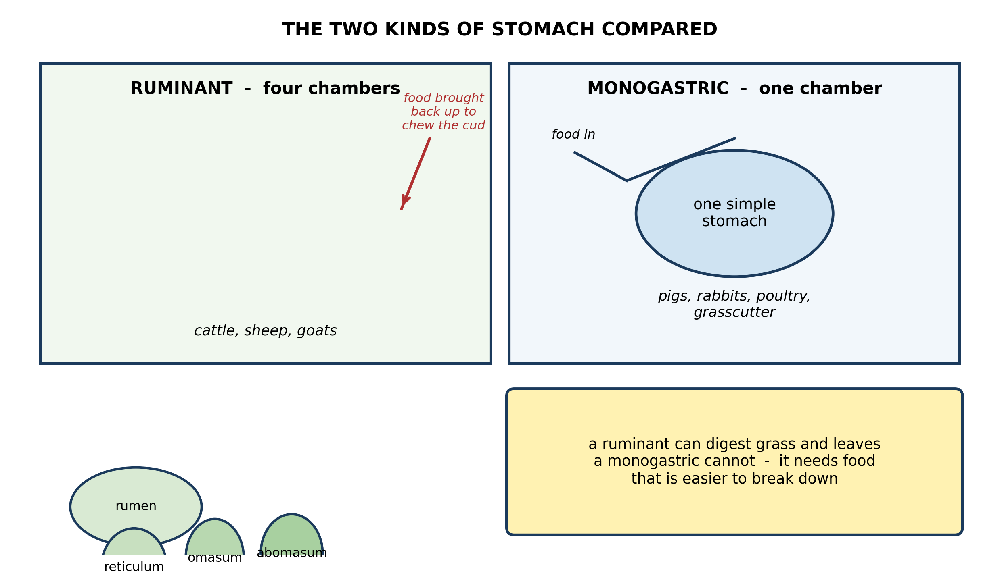 THE TWO KINDS OF STOMACH COMPARED
RUMINANT - four chambers
food brought
back up to
chew the cud
cattle, sheep, goats
MONOGASTRIC - one chamber
food in
one simple
stomach
pigs, rabbits, poultry,
grasscutter
rumen
reticulum
omasum
abomasum
a ruminant can digest grass and leaves
a monogastric cannot - it needs food
that is easier to break down